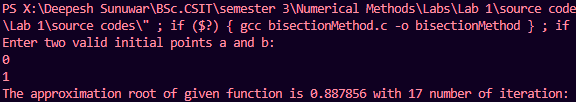 PS X:\Deepesh Sunuwar\Bsc.CSIT\semester 3\Numerical Methods\Labs\Lab 1\source code
\Lab 1\source codes\" ; if ($?) { gcc bisectionMethod.c -o bisectionMethod } ; if
Enter two valid initial points a and b:
0
1
The approximation root of given function is 0.887856 with 17 number of iteration: